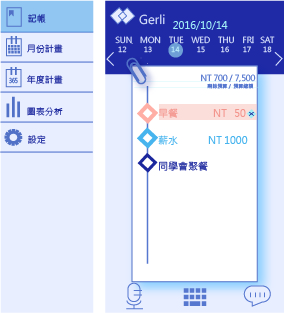 記帳
月份計畫
365
年度計畫
圖表分析
設定
Gerli 2016/10/14
SUN MON TUE WED THU FRI SAT
12 13 14 15 16 17 18
NT 700 / 7,500
早餐 NT 50 ×
薪水 NT 1000
同學會聚餐